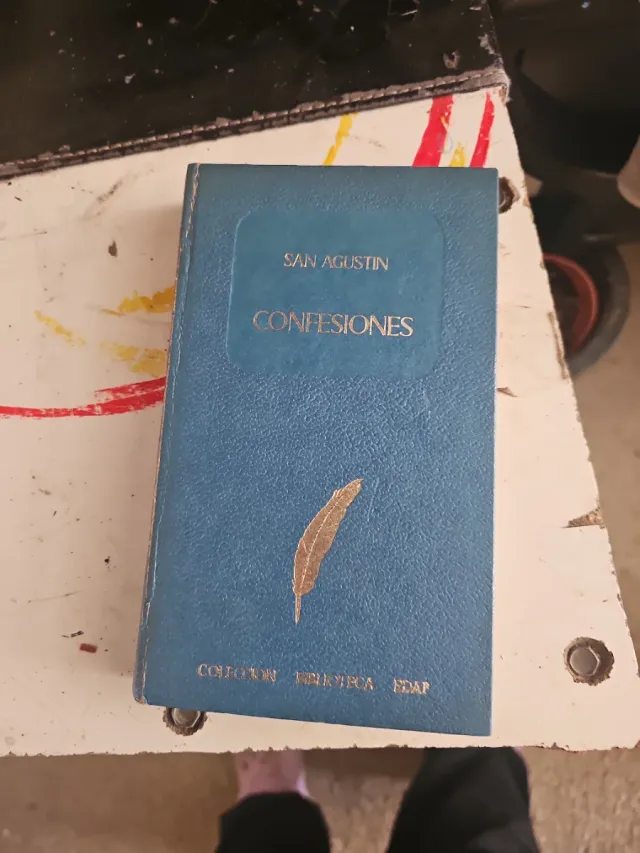 SAN AGUSTIN
CONFESIONES
COLECCION BIBLIOTECA EDAF